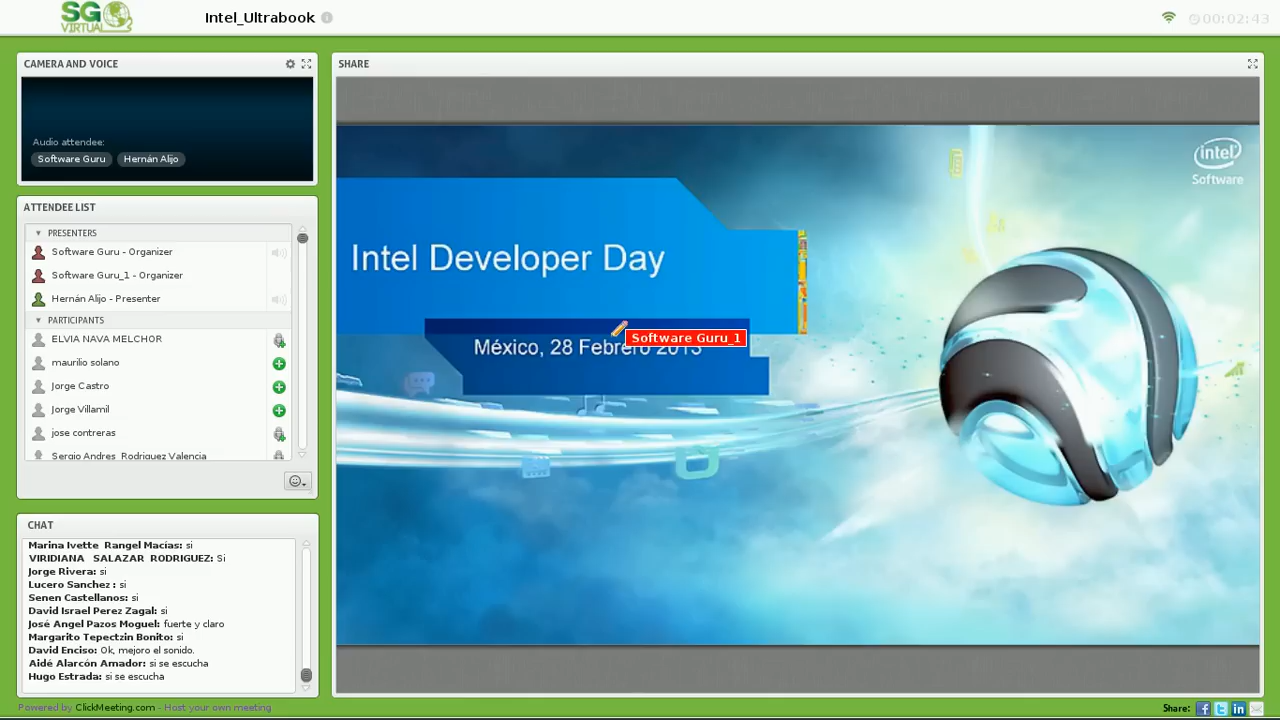 SG
VIRTUAL
Intel_Ultrabook
00:02:43
CAMERA AND VOICE
Audio attendee:
Software Guru
Hernán Alijo
ATTENDEE LIST
PRESENTERS
Software Guru - Organizer
Software Guru_1 - Organizer
Hernán Alijo - Presenter
PARTICIPANTS
ELVIA NAVA MELCHOR
maurilio solano
Jorge Castro
Jorge Villamil
jose contreras
Sergio Andres Rodriguez Valencia
CHAT
Marina Ivette Rangel Macías: si
VIRIDIANA SALAZAR RODRIGUEZ: Si
Jorge Rivera: si
Lucero Sanchez : si
Senen Castellanos: si
David Israel Perez Zagal: si
José Angel Pazos Moguel: fuerte y claro
Margarito Tepectzin Bonito: si
David Enciso: Ok, mejoro el sonido.
Aidé Alarcón Amador: si se escucha
Hugo Estrada: si se escucha
SHARE
intel
Software
Intel Developer Day
Software Guru_1
México, 28 Febrero 2013
Powered by ClickMeeting.com - Host your own meeting
Share: